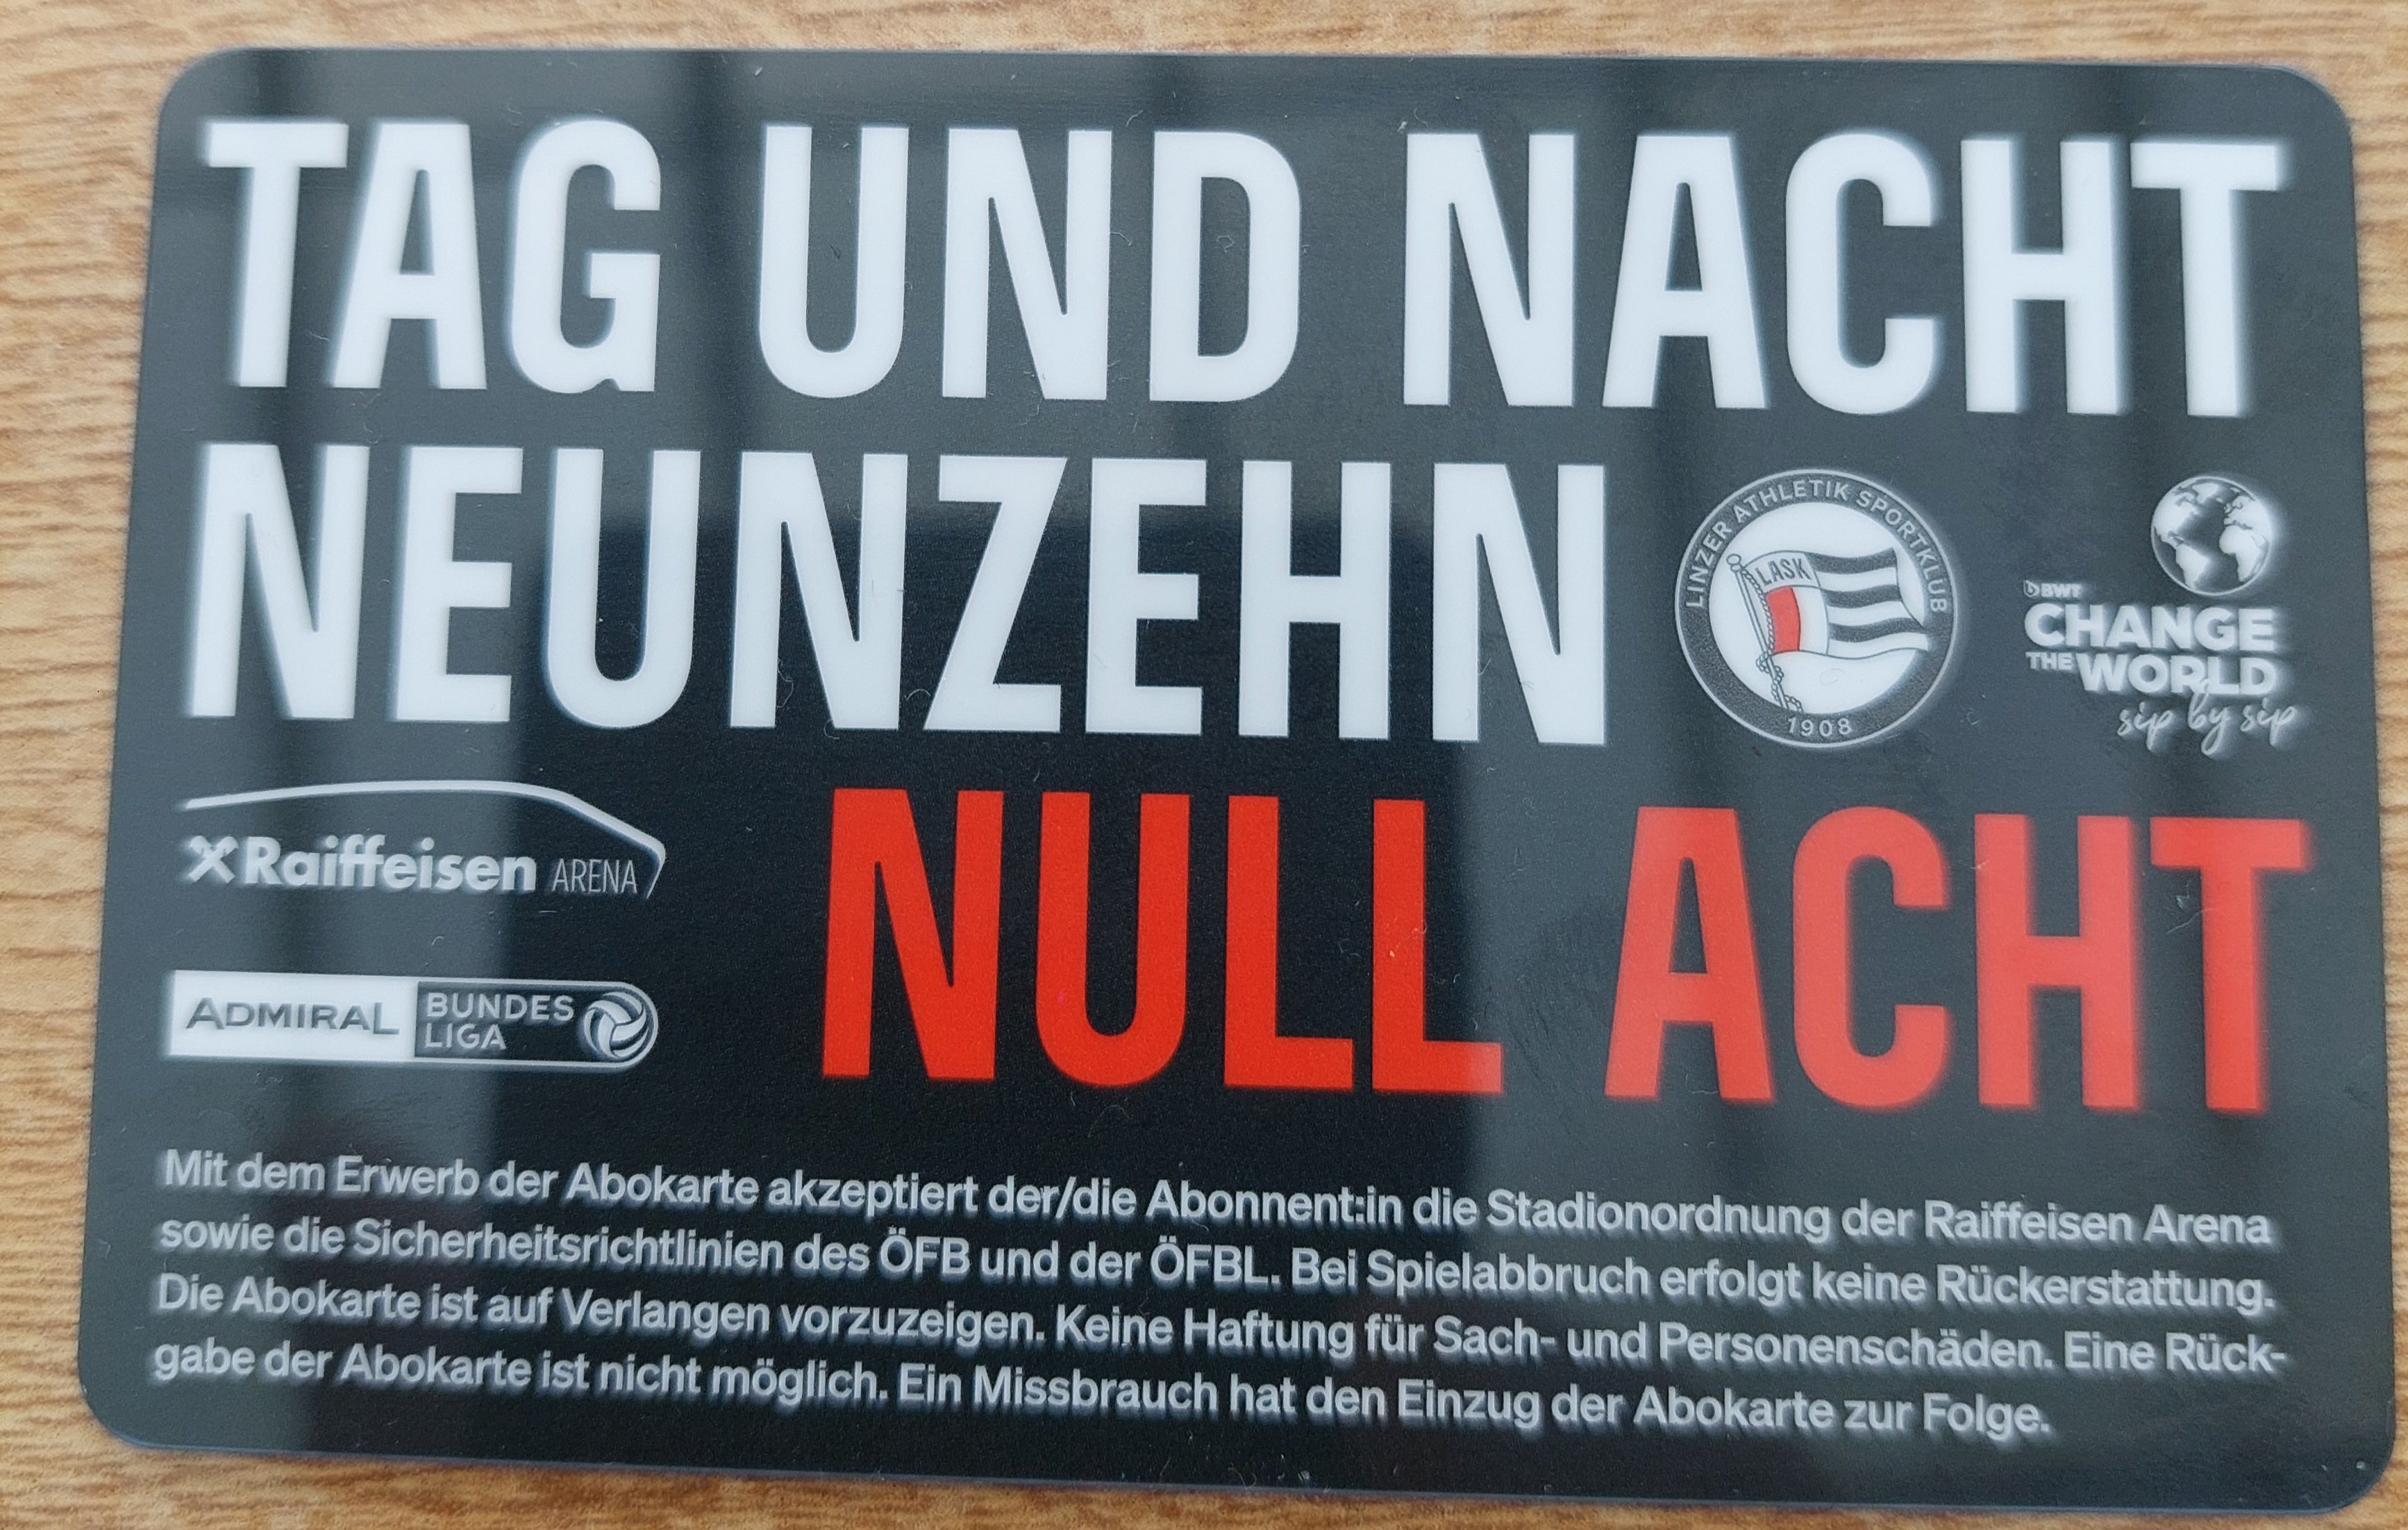 TAG UND NACHT
NEUNZEHN
LINZER ATHLETIK SPORTKLUB
LASK
1908
BWT
CHANGE
THE WORLD
sip by sip
NULL ACHT
Raiffeisen ARENA
ADMIRAL
BUNDES
LIGA
Mit dem Erwerb der Abokarte akzeptiert der/die Abonnent:in die Stadionordnung der Raiffeisen Arena
sowie die Sicherheitsrichtlinien des ÖFB und der ÖFBL. Bei Spielabbruch erfolgt keine Rückerstattung.
Die Abokarte ist auf Verlangen vorzuzeigen. Keine Haftung für Sach- und Personenschäden. Eine Rück-
gabe der Abokarte ist nicht möglich. Ein Missbrauch hat den Einzug der Abokarte zur Folge.